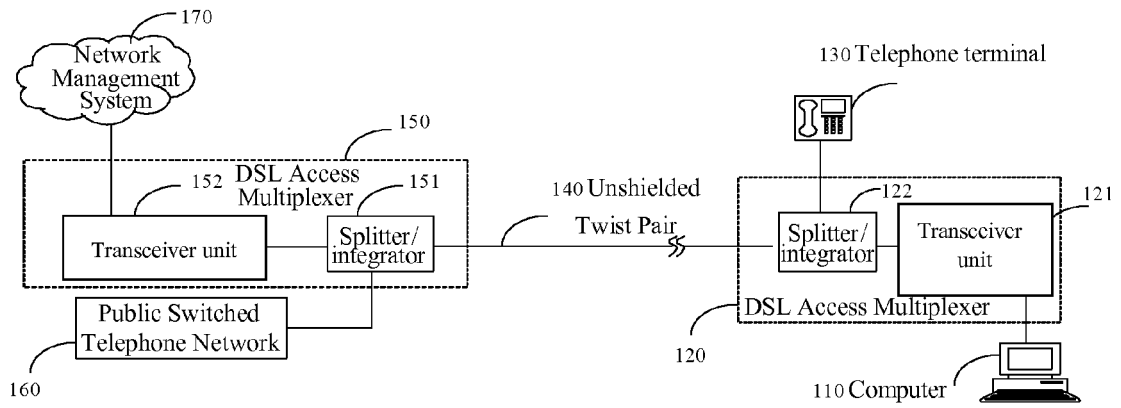 170
Network
Management
System
150
152
DSL Access
Multiplexer
151
Transceiver unit
Splitter/
integrator
Public Switched
Telephone Network
160
140 Unshielded
Twist Pair
130 Telephone terminal
122
121
Splitter/
integrator
Transceiver
unit
DSL Access Multiplexer
120
110 Computer